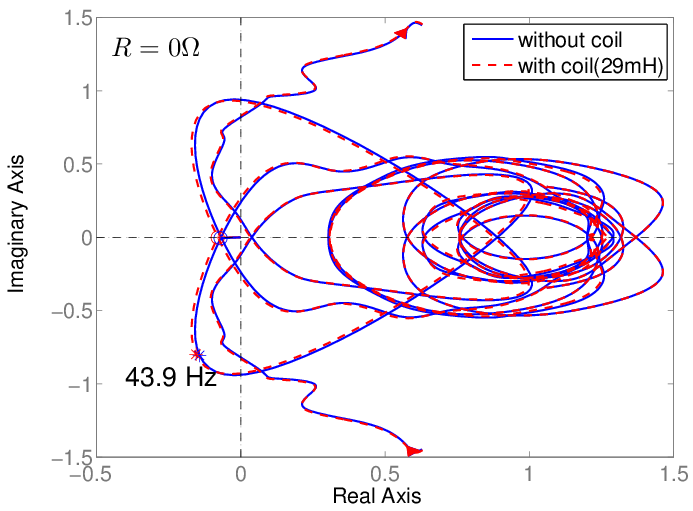 R = 0Ω
without coil
with coil(29mH)
1.5
1
0.5
0
−0.5
−1
−1.5
Imaginary Axis
43.9 Hz
−0.5
0
0.5
1
1.5
Real Axis